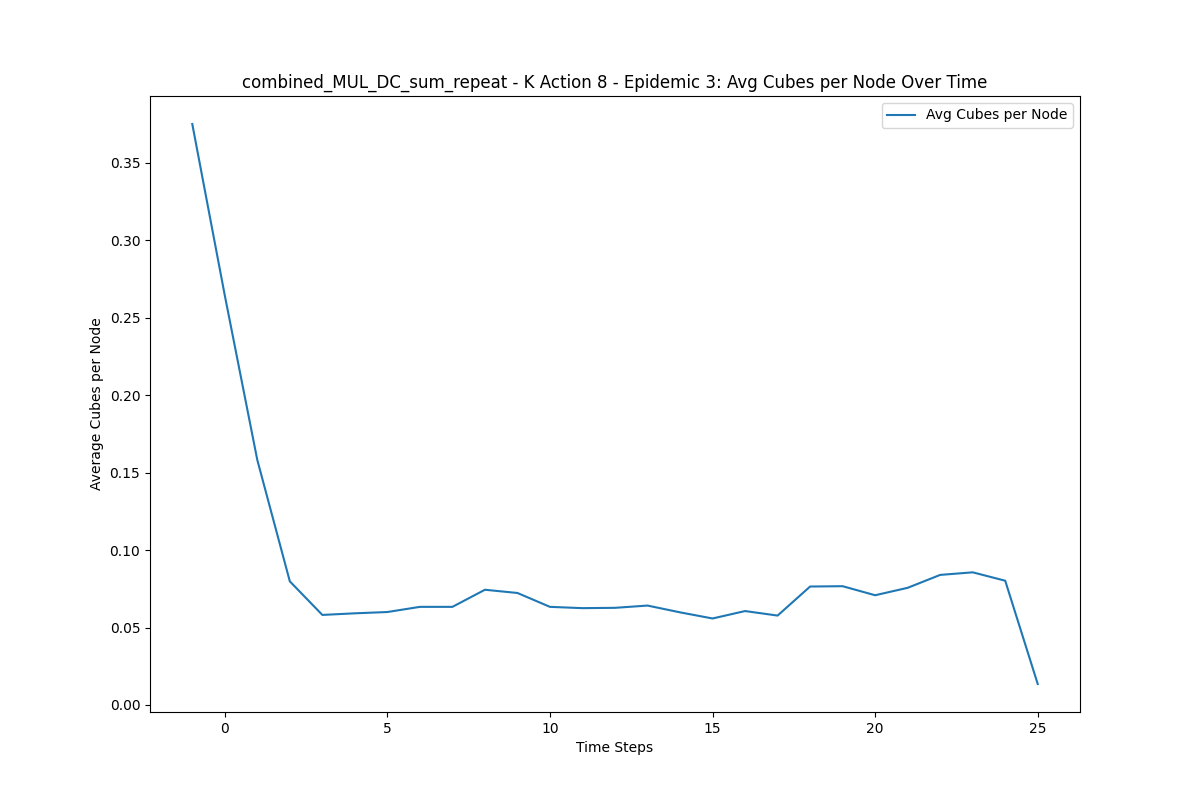 combined_MUL_DC_sum_repeat - K Action 8 - Epidemic 3: Avg Cubes per Node Over Time
Avg Cubes per Node
Average Cubes per Node
0.35
0.30
0.25
0.20
0.15
0.10
0.05
0.00
0 5 10 15 20 25
Time Steps